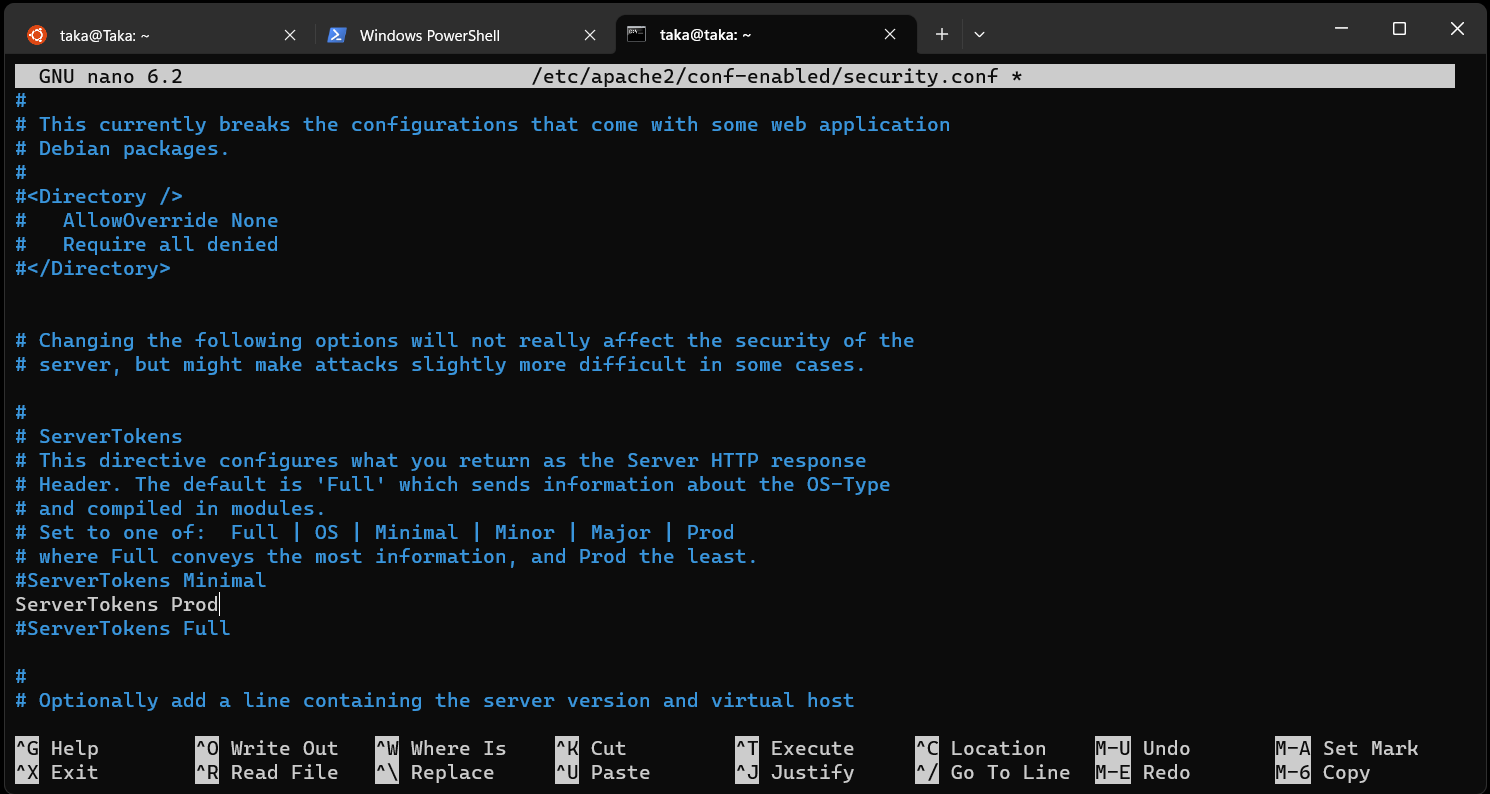 taka@Taka: ~
Windows PowerShell
taka@taka: ~
GNU nano 6.2 /etc/apache2/conf-enabled/security.conf *
#
# This currently breaks the configurations that come with some web application
# Debian packages.
#
#<Directory />
#   AllowOverride None
#   Require all denied
#</Directory>
# Changing the following options will not really affect the security of the
# server, but might make attacks slightly more difficult in some cases.
#
# ServerTokens
# This directive configures what you return as the Server HTTP response
# Header. The default is 'Full' which sends information about the OS-Type
# and compiled in modules.
# Set to one of:  Full | OS | Minimal | Minor | Major | Prod
# where Full conveys the most information, and Prod the least.
#ServerTokens Minimal
ServerTokens Prod
#ServerTokens Full
#
# Optionally add a line containing the server version and virtual host
^G Help ^O Write Out ^W Where Is ^K Cut ^T Execute ^C Location M-U Undo M-A Set Mark
^X Exit ^R Read File ^\ Replace ^U Paste ^J Justify ^/ Go To Line M-E Redo M-6 Copy